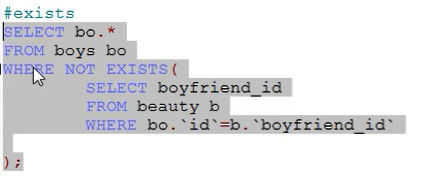 #exists
SELECT bo.*
FROM boys bo
WHERE NOT EXISTS(
SELECT boyfriend_id
FROM beauty b
WHERE bo.`id`=b.`boyfriend_id`
);